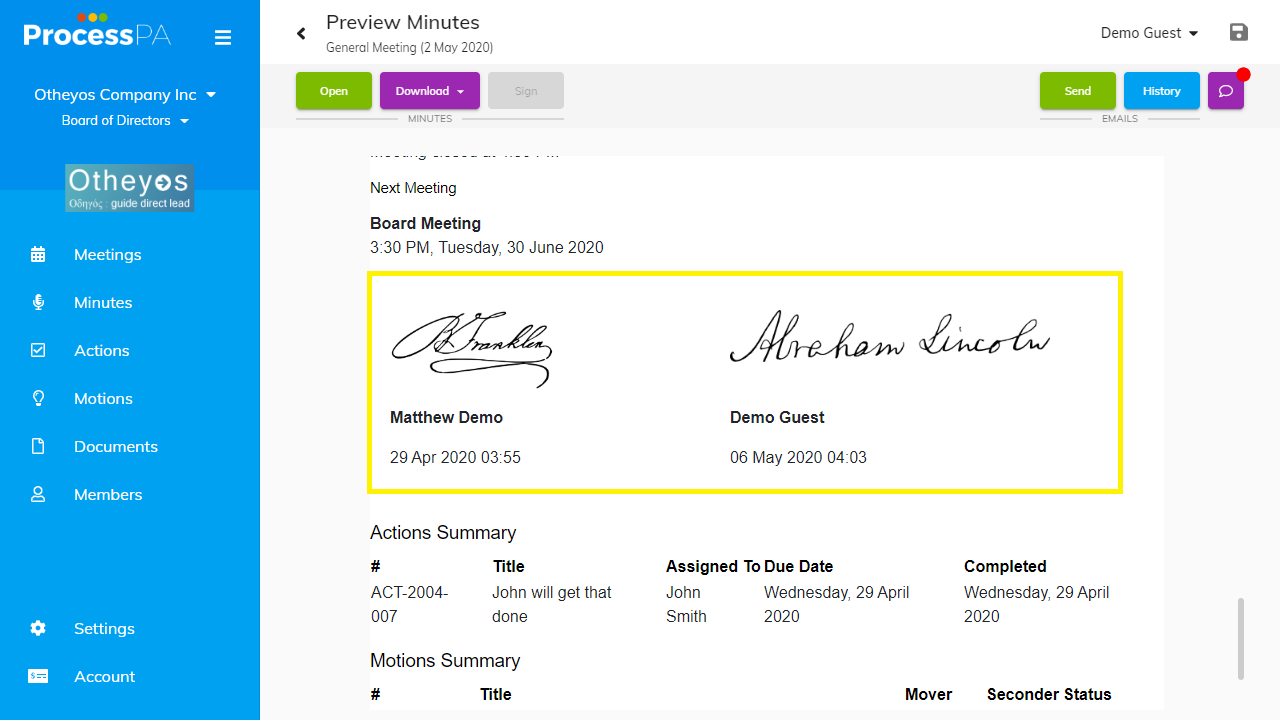 ProcessPA
Otheyos Company Inc
Board of Directors
Otheyos
Οδηγός : guide direct lead
Meetings
Minutes
Actions
Motions
Documents
Members
Settings
Account
Preview Minutes
General Meeting (2 May 2020)
Demo Guest
Open
Download
Sign
MINUTES
Send
History
EMAILS
Next Meeting
Board Meeting
3:30 PM, Tuesday, 30 June 2020
B Franklin
Abraham Lincoln
Matthew Demo
Demo Guest
29 Apr 2020 03:55
06 May 2020 04:03
Actions Summary
# Title Assigned To Due Date Completed
ACT-2004- John will get that John Wednesday, 29 April Wednesday, 29 April
007 done Smith 2020 2020
Motions Summary
# Title Mover Seconder Status